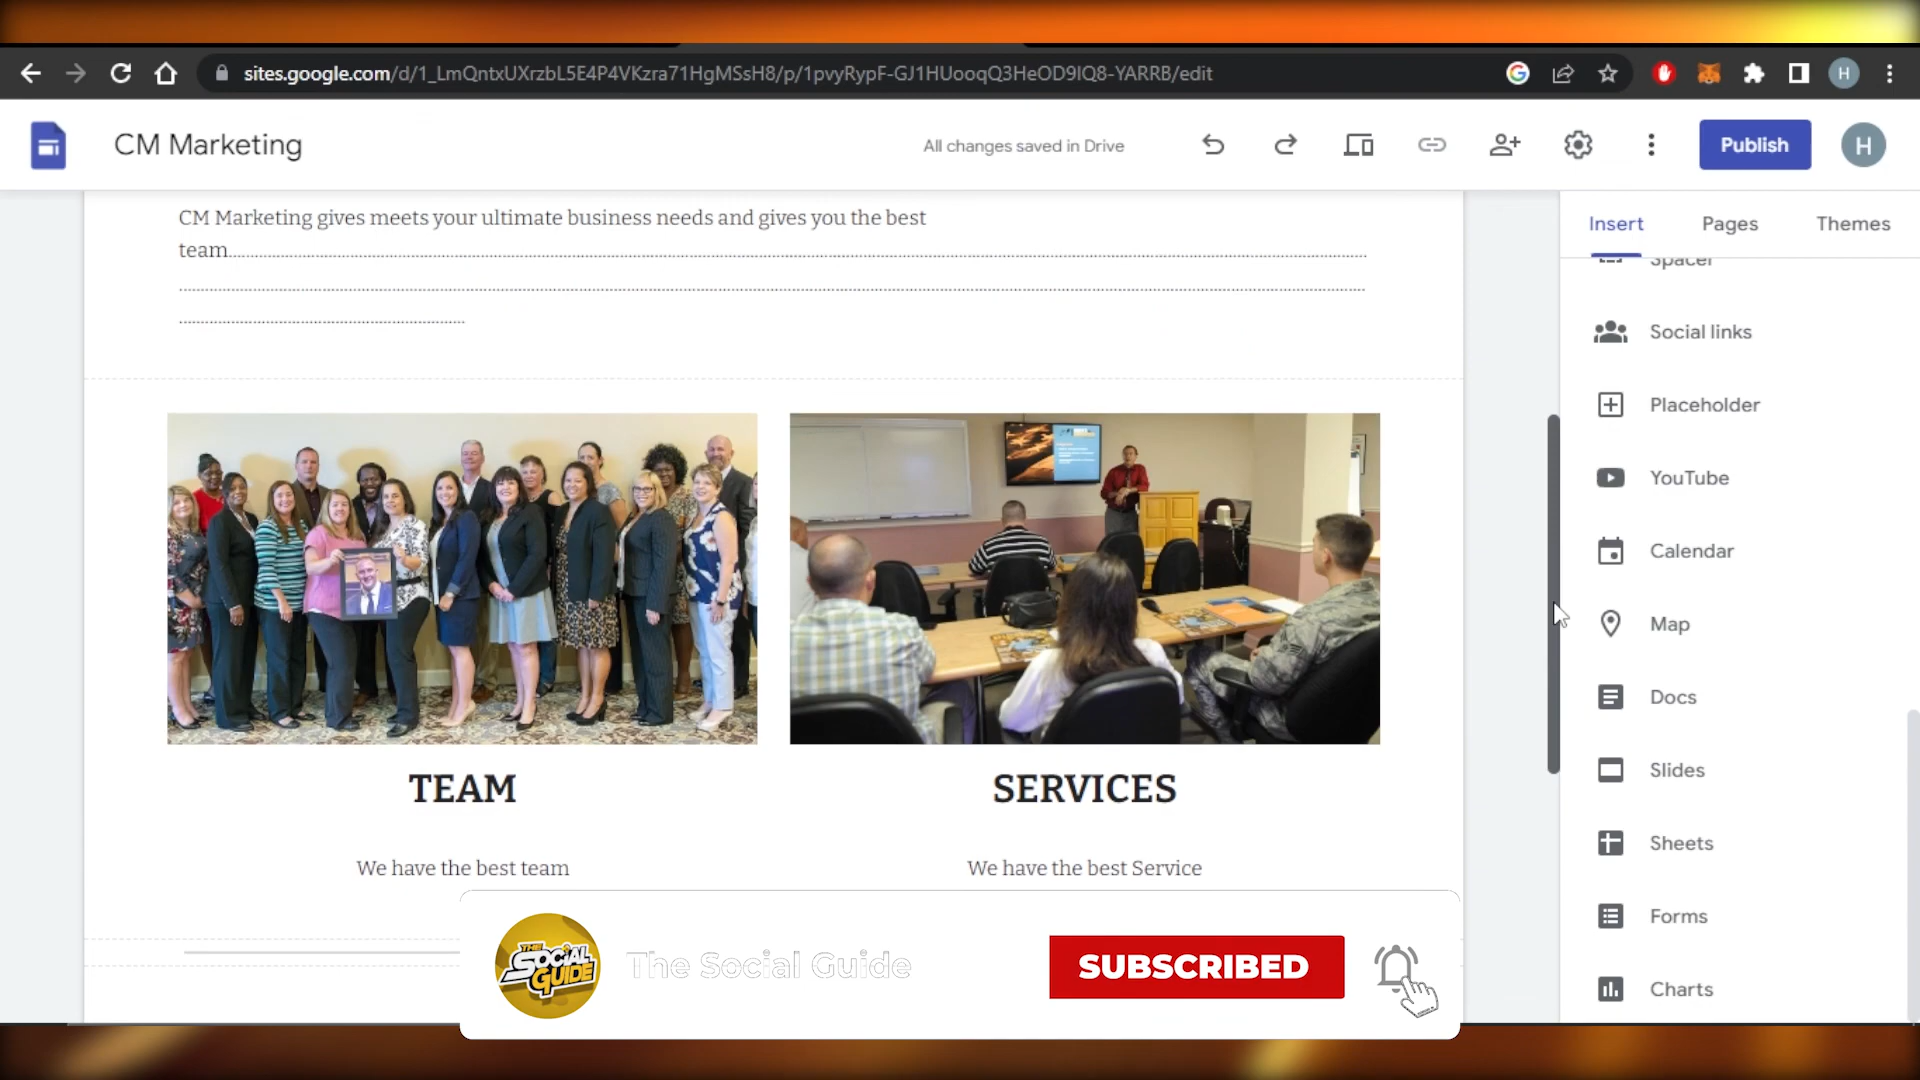 sites.google.com/d/1_LmQntxUXrzbL5E4P4VKzra71HgMSsH8/p/1pvyRypF-GJ1HUooqQ3HeOD9IQ8-YARRB/edit
H
CM Marketing
All changes saved in Drive
Publish
H
Insert
Pages
Themes
CM Marketing gives meets your ultimate business needs and gives you the best
team
Spacer
Social links
Placeholder
YouTube
Calendar
Map
Docs
Slides
Sheets
Forms
Charts
TEAM
SERVICES
We have the best team
We have the best Service
THE
SOCIAL
GUIDE
The Social Guide
SUBSCRIBED